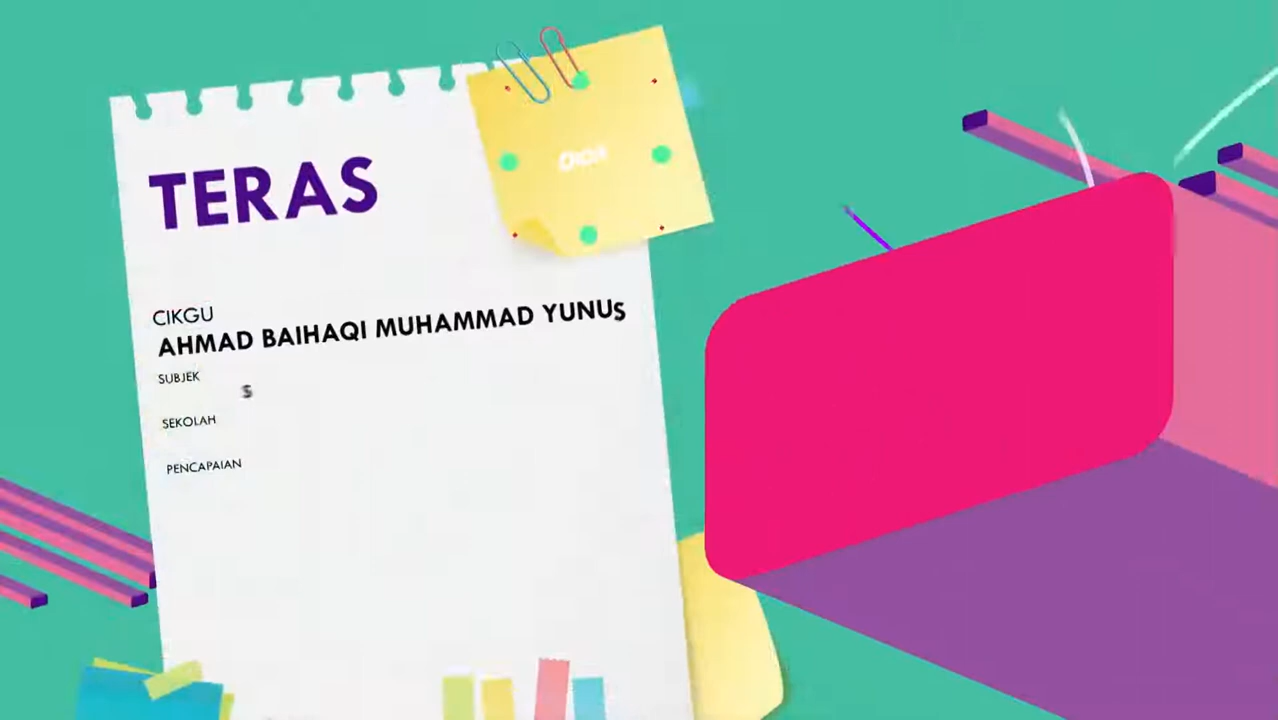 TERAS
CIKGU
AHMAD BAIHAQI MUHAMMAD YUNUS
SUBJEK
S
SEKOLAH
PENCAPAIAN